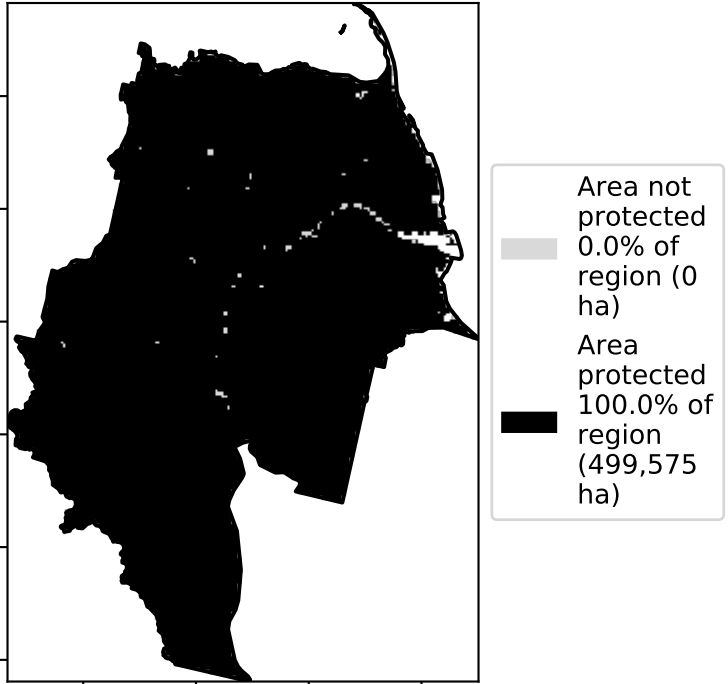 Area not
protected
0.0% of
region (0
ha)
Area
protected
100.0% of
region
(499,575
ha)